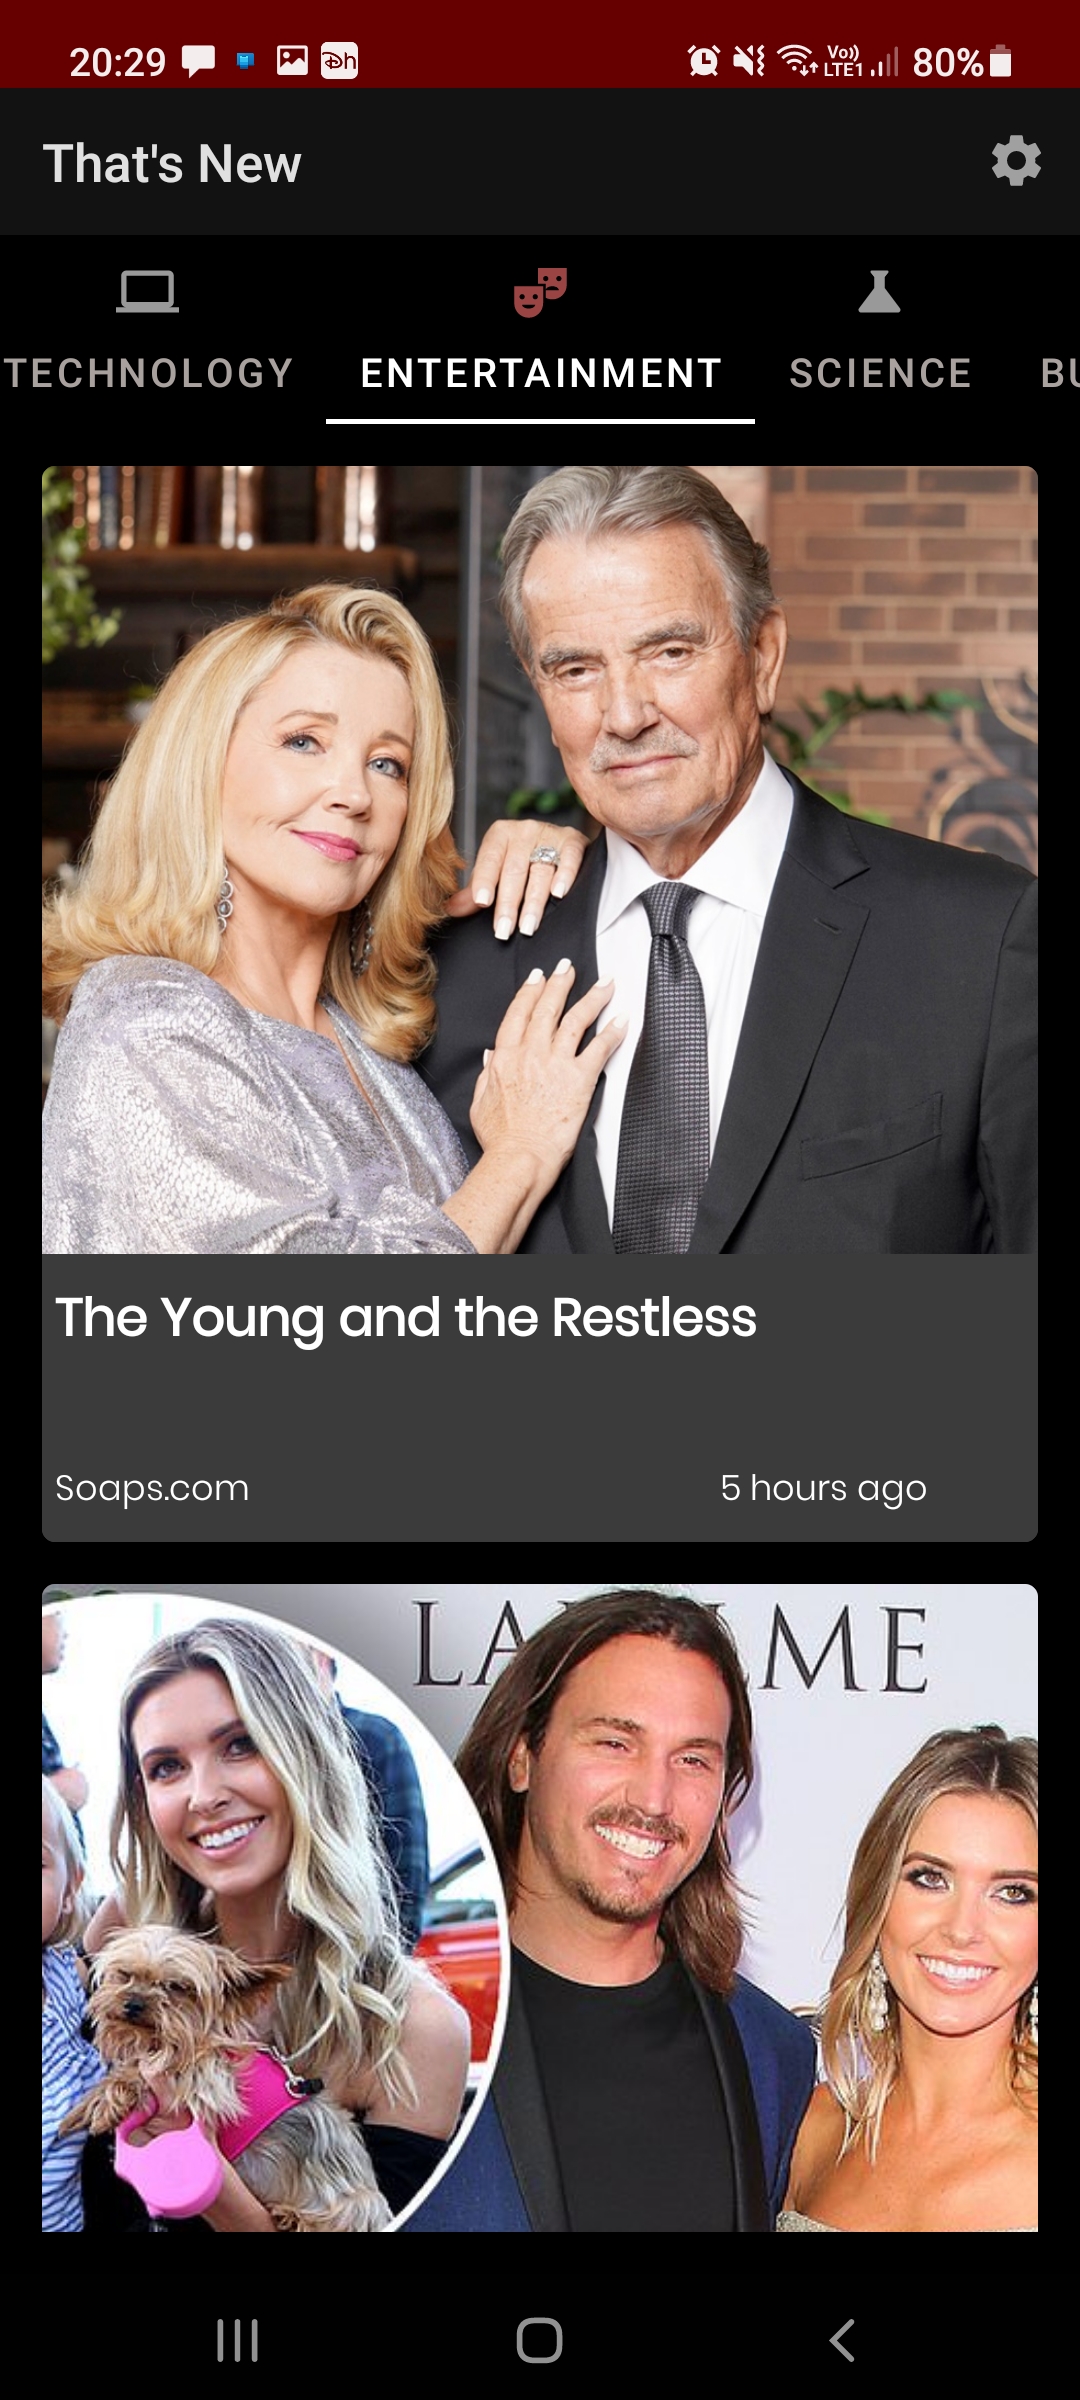 20:29 Dh Vo)) LTE1 80%
That's New
TECHNOLOGY ENTERTAINMENT SCIENCE BU
The Young and the Restless
Soaps.com 5 hours ago
LA ME